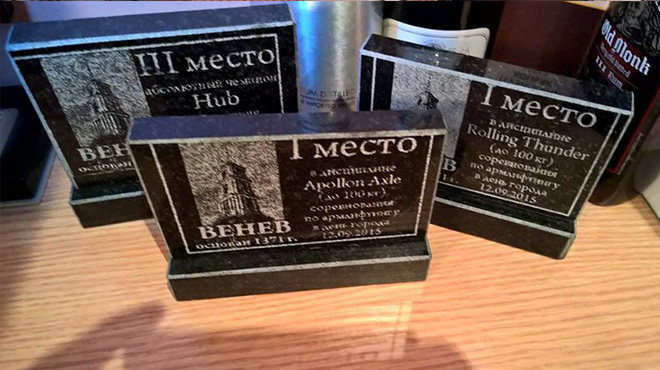 III место
абсолютный чемпион
Hub
ВЕНЕВ
I место
в дисциплине
Apollon Axle
(до 100 кг)
соревнования
по армлифтингу
в день города
12.09.2015
ВЕНЕВ
основан 1371 г.
I место
в дисциплине
Rolling Thunder
(до 100 кг)
соревнования
по армлифтингу
в день города
12.09.2015
Old Monk
Rum